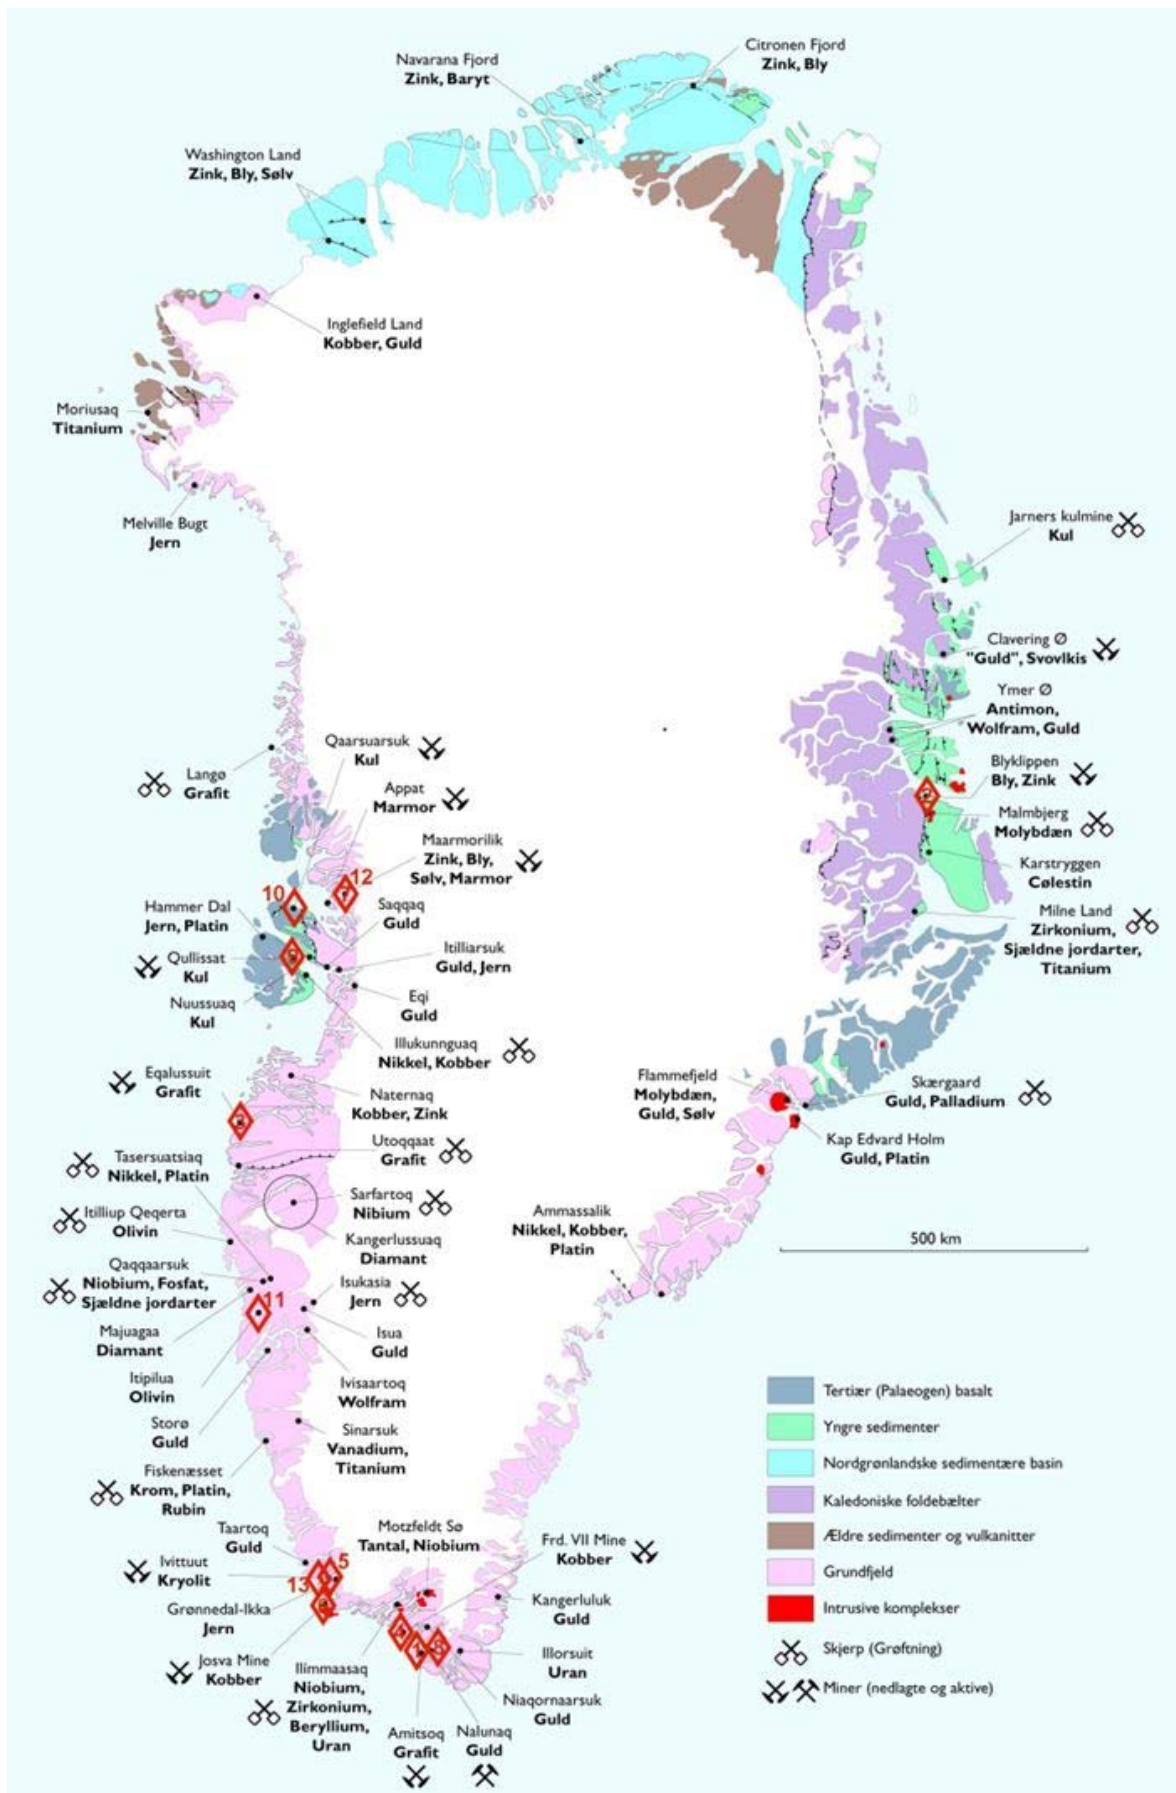 Citronen Fjord
Zink, Bly
Navarana Fjord
Zink, Baryt
Washington Land
Zink, Bly, Sølv
Inglefield Land
Kobber, Guld
Moriusaq
Titanium
Melville Bugt
Jern
Jarners kulmine
Kul
Clavering Ø
"Guld", Svovlkis
Ymer Ø
Antimon,
Wolfram, Guld
Blyklippen
Bly, Zink
Malmbjerg
Molybdæn
Karstryggen
Cølestin
Milne Land
Zirkonium,
Sjældne jordarter,
Titanium
Qaarsuarsuk
Kul
Langø
Grafit
Appat
Marmor
Maarmorilik
Zink, Bly,
Sølv, Marmor
12
10
Hammer Dal
Jern, Platin
Saqqaq
Guld
Qullissat
Kul
Itilliarsuk
Guld, Jern
Nuussuaq
Kul
Eqi
Guld
Illukunnguaq
Nikkel, Kobber
Eqalussuit
Grafit
Naternaq
Kobber, Zink
Flammefjeld
Molybdæn,
Guld, Sølv
Skærgaard
Guld, Palladium
Kap Edvard Holm
Guld, Platin
Utoqqaat
Grafit
Tasersuatsiaq
Nikkel, Platin
Sarfartoq
Nibium
Itilliup Qeqerta
Olivin
Kangerlussuaq
Diamant
Ammassalik
Nikkel, Kobber,
Platin
500 km
Qaqqaarsuk
Niobium, Fosfat,
Sjældne jordarter
Isukasia
Jern
11
Majuagaa
Diamant
Isua
Guld
Itipilua
Olivin
Ivisaartoq
Wolfram
Storø
Guld
Sinarsuk
Vanadium,
Titanium
Fiskenæsset
Krom, Platin,
Rubin
Taartoq
Guld
Motzfeldt Sø
Tantal, Niobium
Frd. VII Mine
Kobber
Ivittuut
Kryolit
5
13
Grønnedal-Ikka
Jern
Kangerluluk
Guld
Josva Mine
Kobber
Ilímmaasaq
Niobium,
Zirkonium,
Beryllium,
Uran
Illorsuit
Uran
Niaqornaarsuk
Guld
Amitsoq
Grafit
Nalunaq
Guld
Tertiær (Palaeogen) basalt
Yngre sedimenter
Nordgrønlandske sedimentære basin
Kaledoniske foldebælter
Ældre sedimenter og vulkanitter
Grundfjeld
Intrusive komplekser
Skjerp (Grøftning)
Miner (nedlagte og aktive)